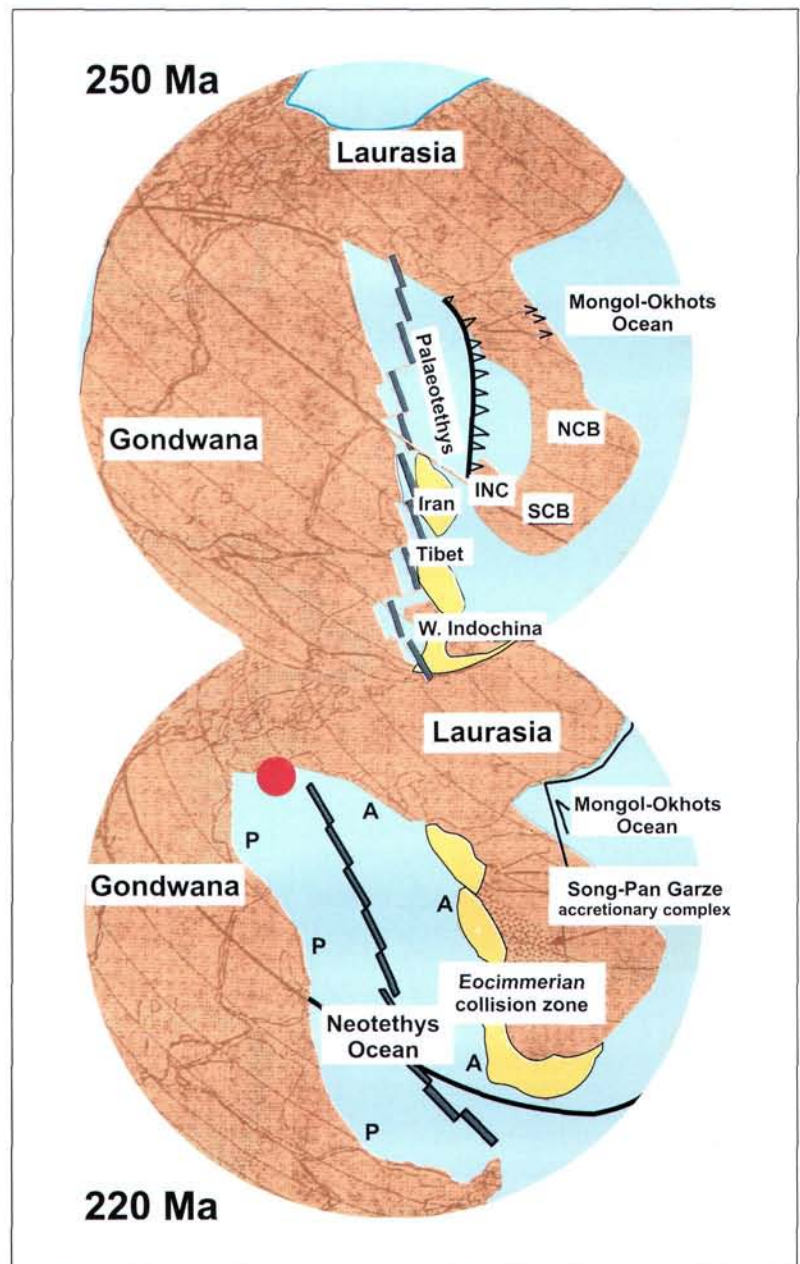 250 Ma
Laurasia
Mongol-Okhots
Ocean
Palaeotethys
Gondwana
NCB
INC
Iran
SCB
Tibet
W. Indochina
Laurasia
A
Mongol-Okhots
Ocean
P
Gondwana
Song-Pan Garze
accretionary complex
A
P
Eocimmerian
collision zone
Neotethys
Ocean
A
P
220 Ma